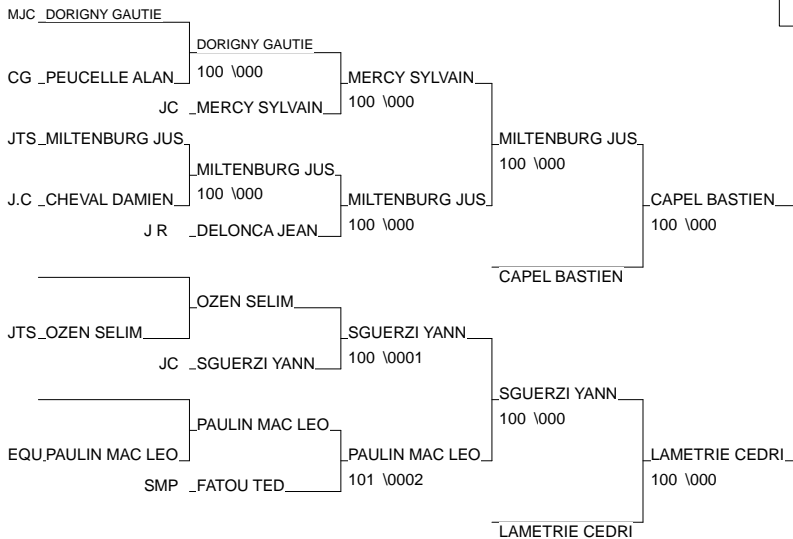 MJC DORIGNY GAUTIE
DORIGNY GAUTIE
CG PEUCELLE ALAN
100 \000
MERCY SYLVAIN
JC MERCY SYLVAIN
100 \000
JTS MILTENBURG JUS
MILTENBURG JUS
100 \000
MILTENBURG JUS
100 \000
J.C CHEVAL DAMIEN
MILTENBURG JUS
100 \000
CAPEL BASTIEN
100 \000
J R DELONCA JEAN
CAPEL BASTIEN
OZEN SELIM
JTS OZEN SELIM
SGUERZI YANN
100 \0001
JC SGUERZI YANN
SGUERZI YANN
100 \000
PAULIN MAC LEO
EQU PAULIN MAC LEO
PAULIN MAC LEO
101 \0002
LAMETRIE CEDRI
100 \000
SMP FATOU TED
LAMETRIE CEDRI